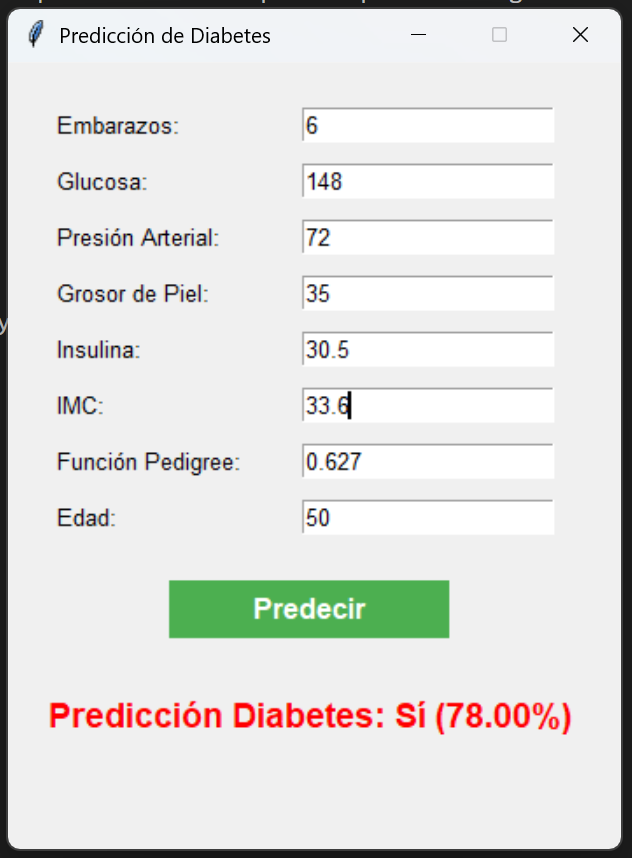 Predicción de Diabetes
Embarazos: 6
Glucosa: 148
Presión Arterial: 72
Grosor de Piel: 35
Insulina: 30.5
IMC: 33.6
Función Pedigree: 0.627
Edad: 50
Predecir
Predicción Diabetes: Sí (78.00%)